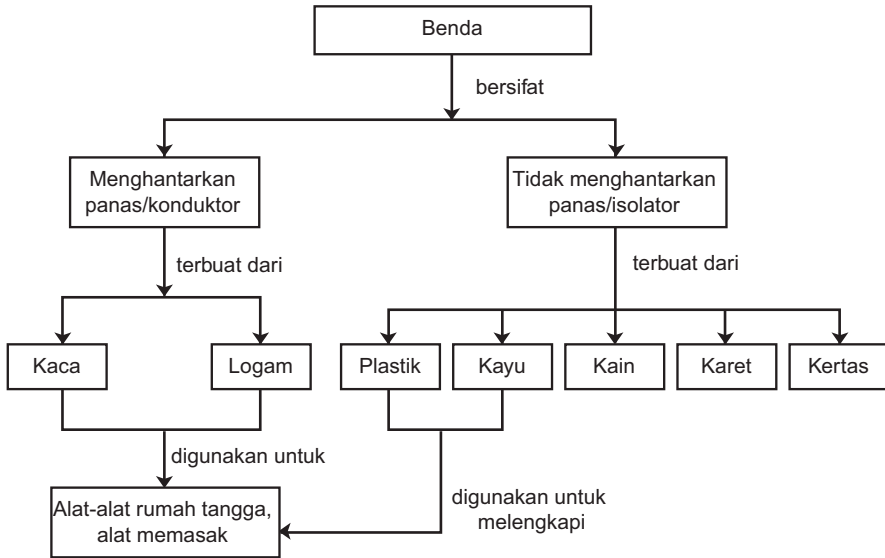 Benda
bersifat
Menghantarkan
panas/konduktor
Tidak menghantarkan
panas/isolator
terbuat dari
terbuat dari
Kaca
Logam
Plastik
Kayu
Kain
Karet
Kertas
digunakan untuk
digunakan untuk
melengkapi
Alat-alat rumah tangga,
alat memasak